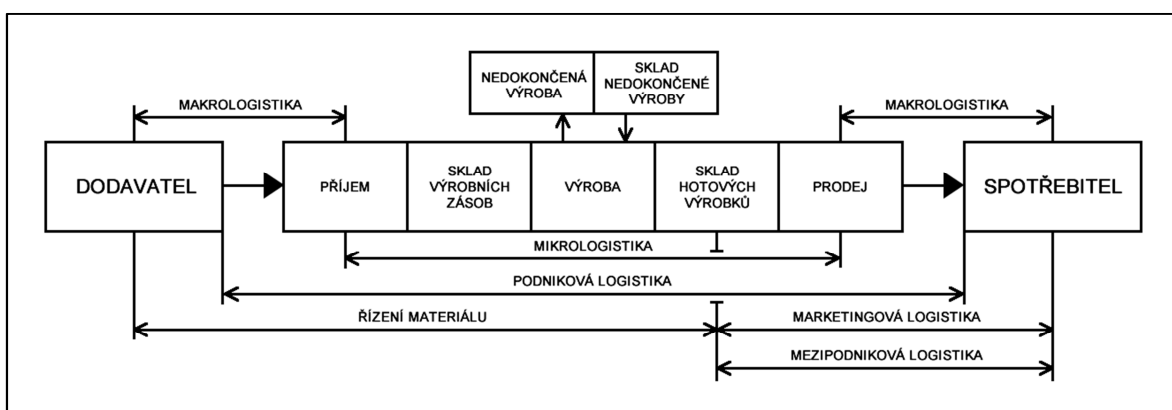 NEDOKONČENÁ
VÝROBA
SKLAD
NEDOKONČENÉ
VÝROBY
MAKROLOGISTIKA
MAKROLOGISTIKA
DODAVATEL
PŘÍJEM
SKLAD
VÝROBNÍCH
ZÁSOB
VÝROBA
SKLAD
HOTOVÝCH
VÝROBKŮ
PRODEJ
SPOTŘEBITEL
MIKROLOGISTIKA
PODNIKOVÁ LOGISTIKA
ŘÍZENÍ MATERIÁLU
MARKETINGOVÁ LOGISTIKA
MEZIPODNIKOVÁ LOGISTIKA